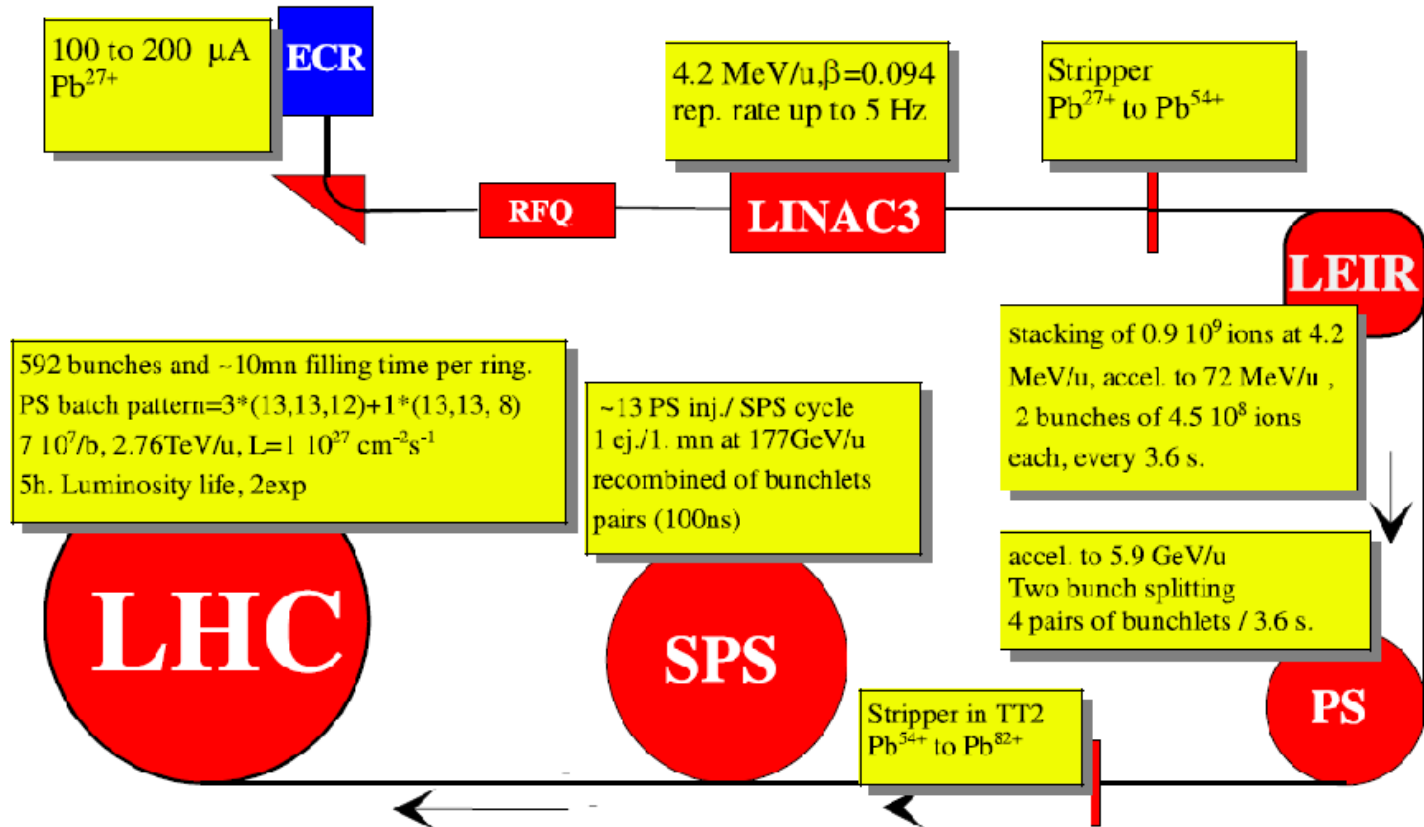 100 to 200 μA
Pb²⁷⁺
ECR
4.2 MeV/u,β=0.094
rep. rate up to 5 Hz
Stripper
Pb²⁷⁺ to Pb⁵⁴⁺
RFQ
LINAC3
LEIR
stacking of 0.9 10⁹ ions at 4.2
MeV/u, accel. to 72 MeV/u ,
2 bunches of 4.5 10⁸ ions
each, every 3.6 s.
592 bunches and ~10mn filling time per ring.
PS batch pattern=3*(13,13,12)+1*(13,13, 8)
7 10⁷/b, 2.76TeV/u, L=1 10²⁷ cm⁻²s⁻¹
5h. Luminosity life, 2exp
~13 PS inj./ SPS cycle
1 ej./1. mn at 177GeV/u
recombined of bunchlets
pairs (100ns)
accel. to 5.9 GeV/u
Two bunch splitting
4 pairs of bunchlets / 3.6 s.
LHC
SPS
PS
Stripper in TT2
Pb⁵⁴⁺ to Pb⁸²⁺